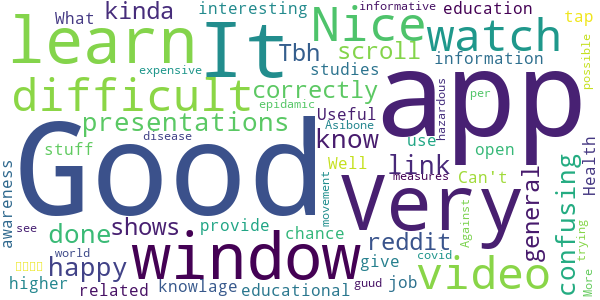 What kinda interesting informative education tap
learn It Nice watch
Tbh scroll information possible
expensive studies
difficult correctly app
epidamic hazardous per
presentations Useful Asibone
Good know use open
stuff disease Well link Can't Health
very
awareness shows movement measures general confusing
done provide chance reddit Against trying
see world window give covid video
happy
higher related knowlage educational guud job More